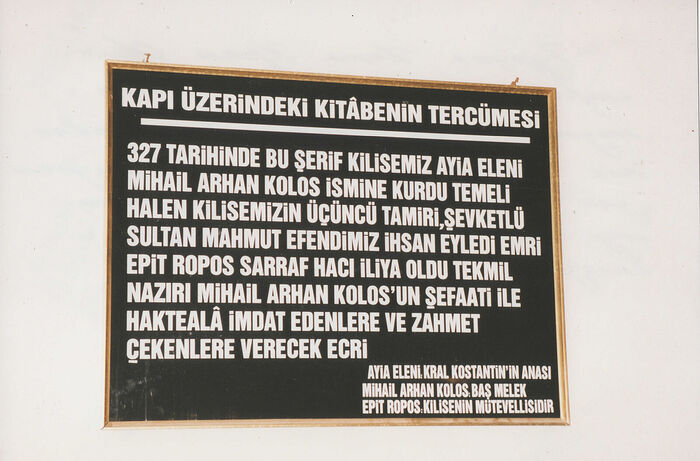 KAPI ÜZERİNDEKİ KİTÂBENİN TERCÜMESİ
327 TARİHİNDE BU ŞERİF KİLİSEMİZ AYIA ELENİ
MİHAİL ARHAN KOLOS İSMİNE KURDU TEMELİ
HALEN KİLİSEMİZİN ÜÇÜNCÜ TAMİRİ,ŞEVKETLÜ
SULTAN MAHMUT EFENDİMİZ İHSAN EYLEDİ EMRİ
EPİT ROPOS SARRAF HACI İLİYA OLDU TEKMİL
NAZIRI MİHAİL ARHAN KOLOS'UN ŞEFAATİ İLE
HAKTEALÂ İMDAT EDENLERE VE ZAHMET
ÇEKENLERE VERECEK ECRİ
AYIA ELENİ:KRAL KOSTANTİN'İN ANASI
MİHAİL ARHAN KOLOS:BAŞ MELEK
EPİT ROPOS:KİLİSENİN MÜTEVELLİSIDIR